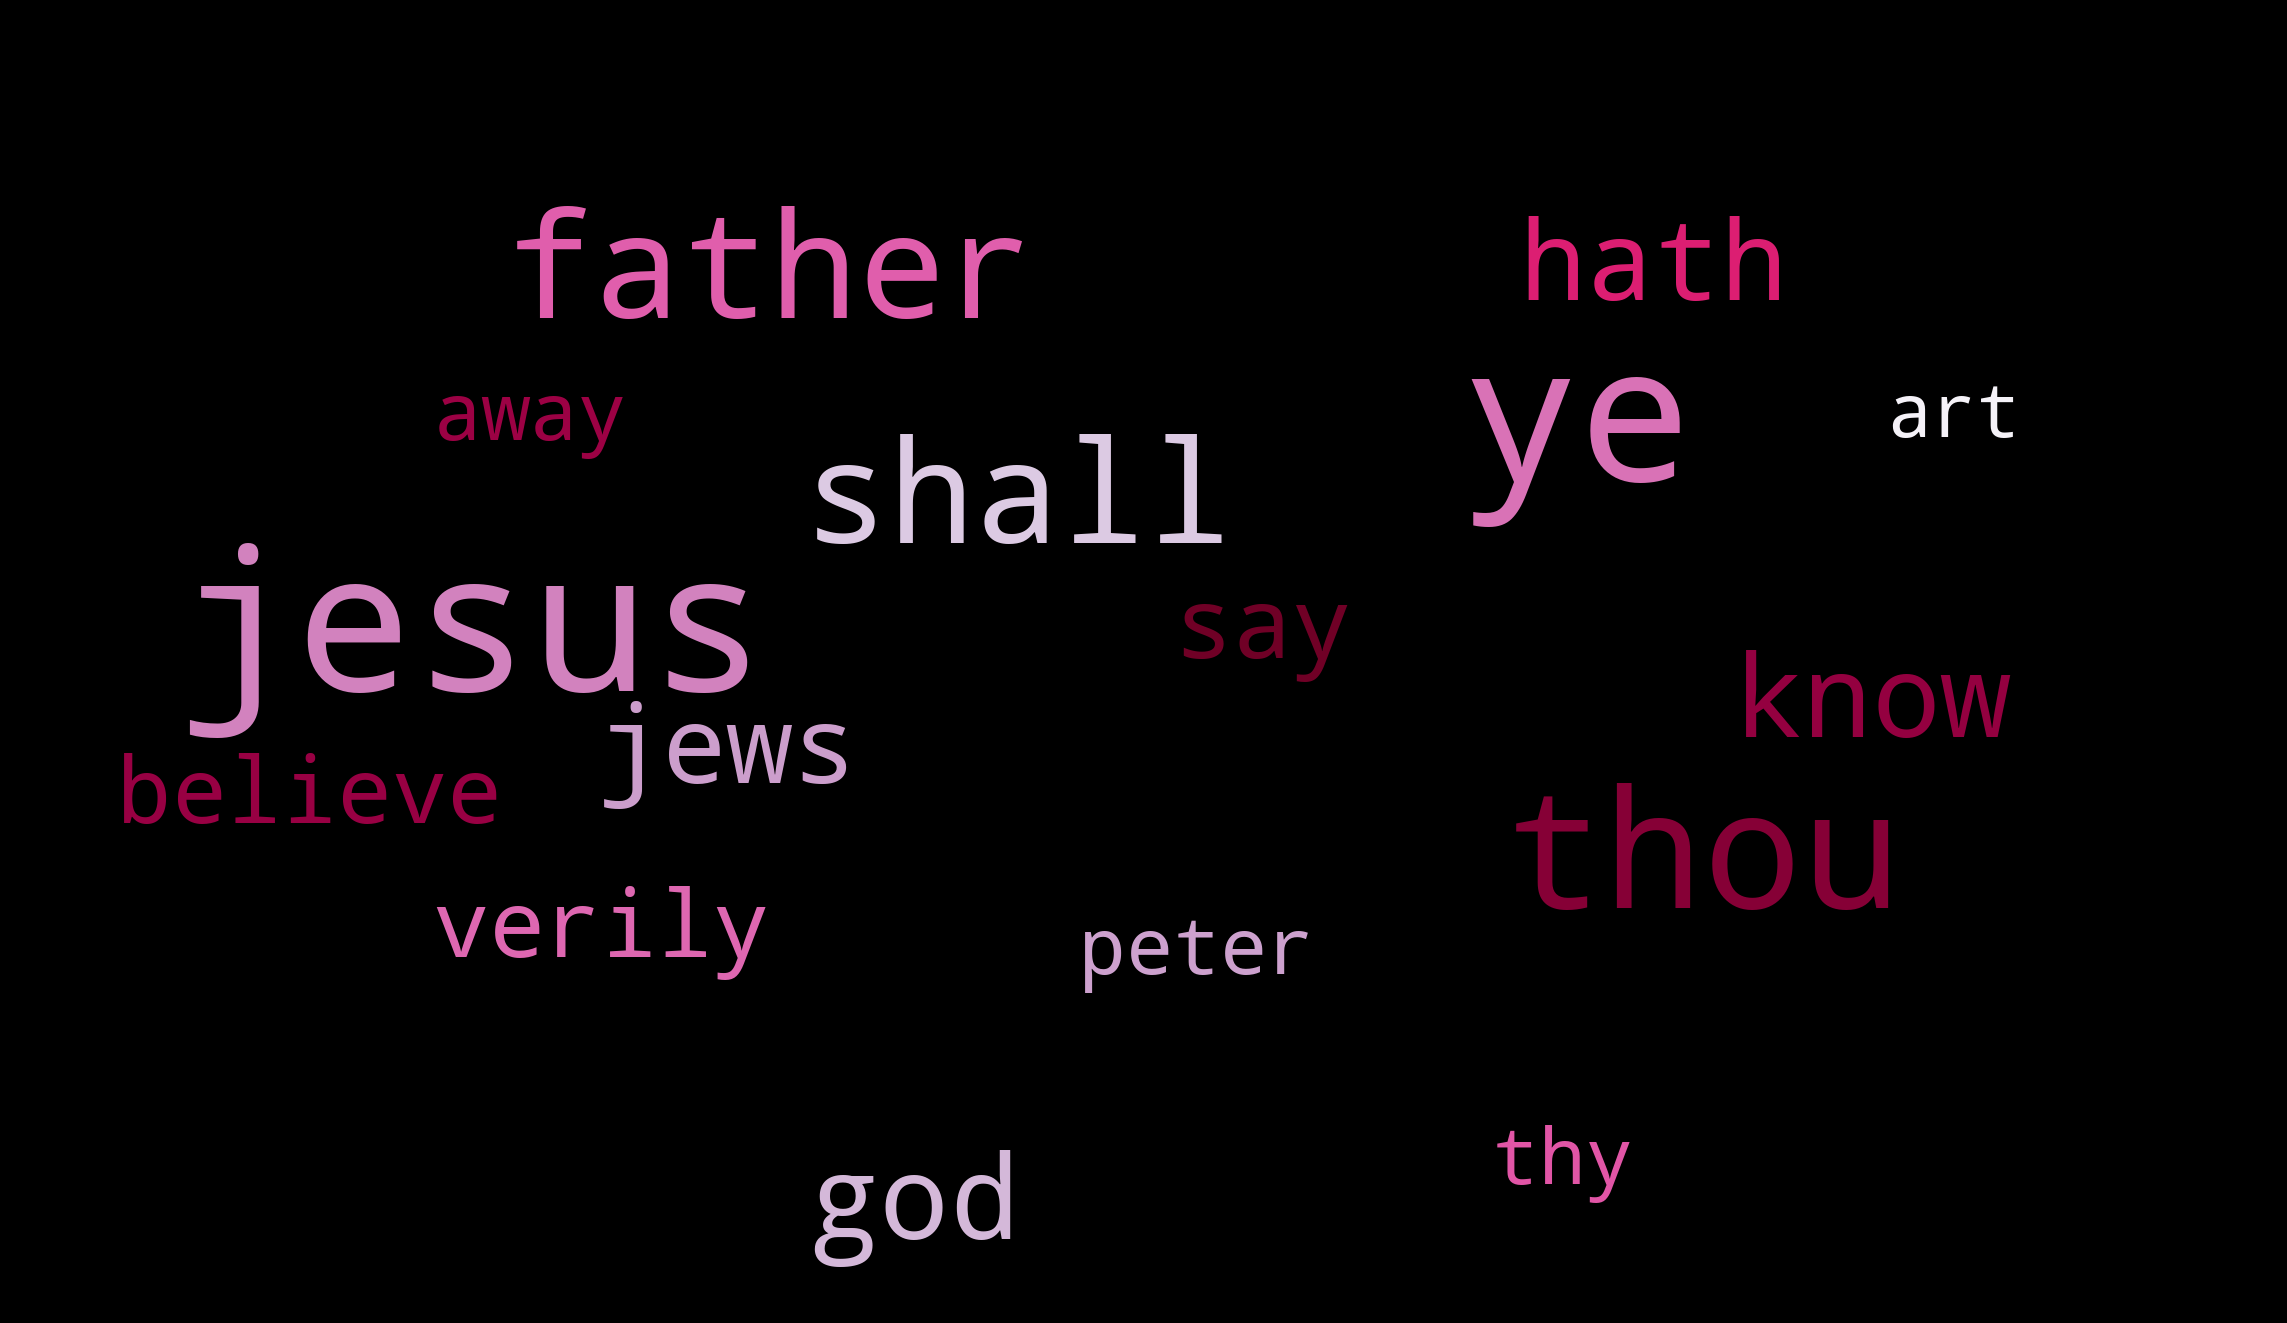 father
hath
away
shall
ye
art
jesus
say
know
jews
believe
thou
verily
peter
god
thy